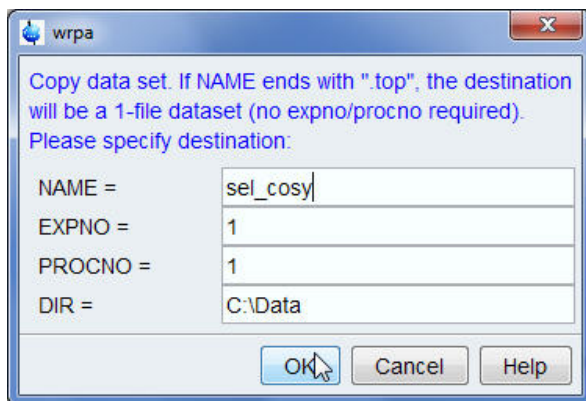 wrpa
Copy data set. If NAME ends with ".top", the destination
will be a 1-file dataset (no expno/procno required).
Please specify destination:
NAME = sel_cosy
EXPNO = 1
PROCNO = 1
DIR = C:\Data
OK Cancel Help